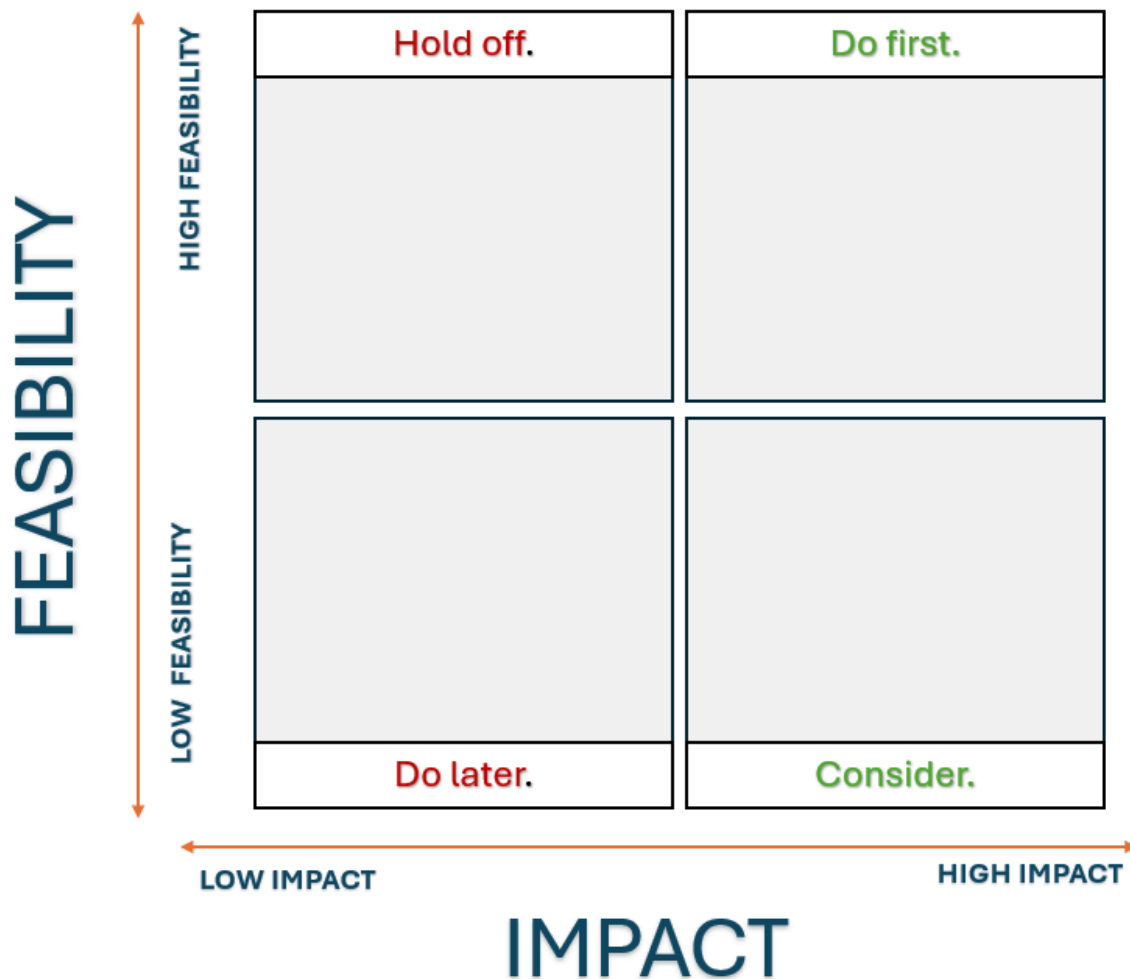 Hold off.
Do first.
HIGH FEASIBILITY
FEASIBILITY
LOW FEASIBILITY
Do later.
Consider.
LOW IMPACT
HIGH IMPACT
IMPACT